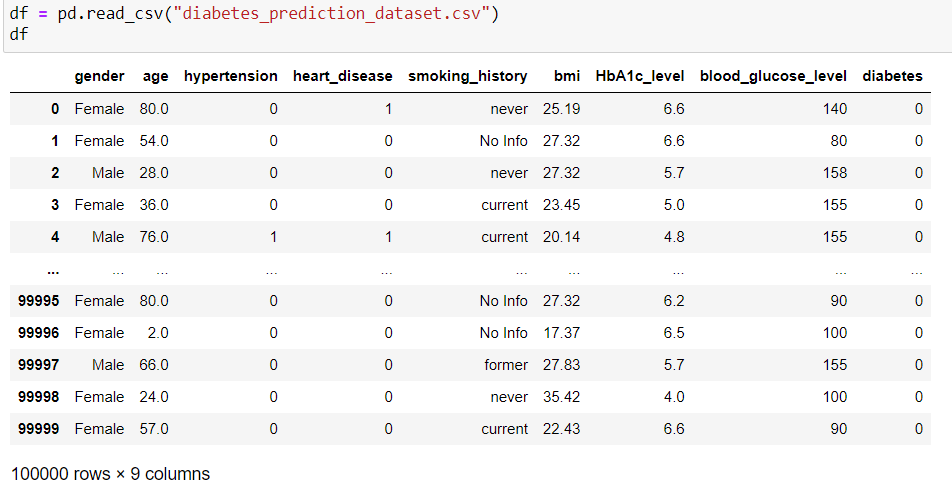 df = pd.read_csv("diabetes_prediction_dataset.csv")
df
gender age hypertension heart_disease smoking_history bmi HbA1c_level blood_glucose_level diabetes
0 Female 80.0 0 1 never 25.19 6.6 140 0
1 Female 54.0 0 0 No Info 27.32 6.6 80 0
2 Male 28.0 0 0 never 27.32 5.7 158 0
3 Female 36.0 0 0 current 23.45 5.0 155 0
4 Male 76.0 1 1 current 20.14 4.8 155 0
... ... ... ... ... ... ... ... ... ...
99995 Female 80.0 0 0 No Info 27.32 6.2 90 0
99996 Female 2.0 0 0 No Info 17.37 6.5 100 0
99997 Male 66.0 0 0 former 27.83 5.7 155 0
99998 Female 24.0 0 0 never 35.42 4.0 100 0
99999 Female 57.0 0 0 current 22.43 6.6 90 0
100000 rows × 9 columns